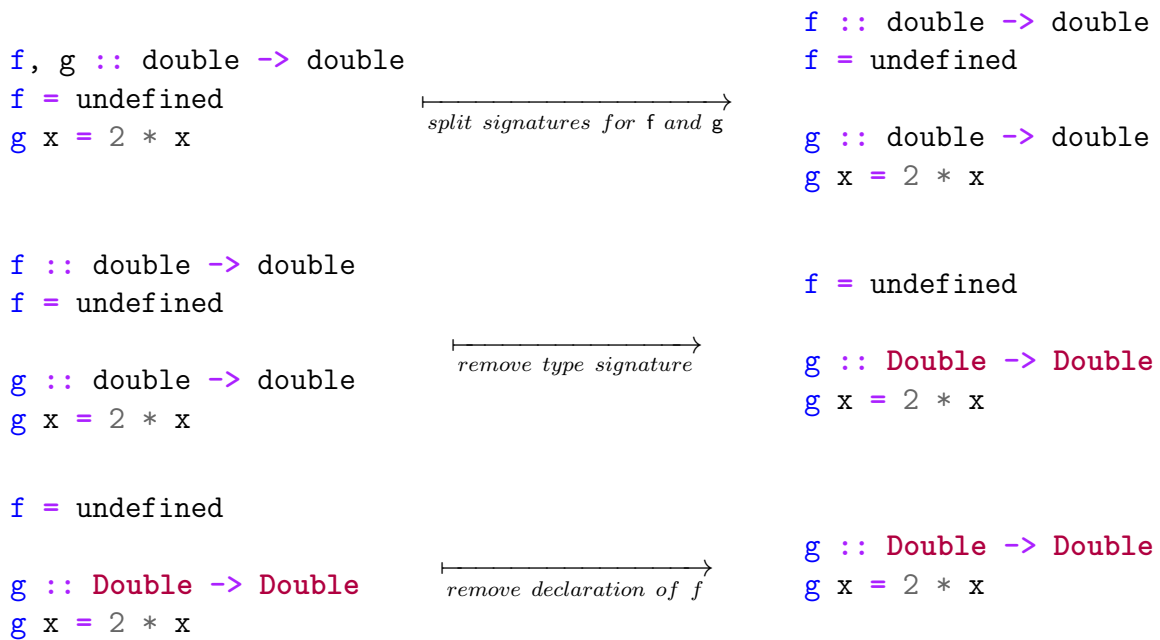 f, g :: double -> double
f = undefined
g x = 2 * x
split signatures for f and g
f :: double -> double
f = undefined
g :: double -> double
g x = 2 * x
f :: double -> double
f = undefined
g :: double -> double
g x = 2 * x
remove type signature
f = undefined
g :: Double -> Double
g x = 2 * x
f = undefined
g :: Double -> Double
g x = 2 * x
remove declaration of f
g :: Double -> Double
g x = 2 * x